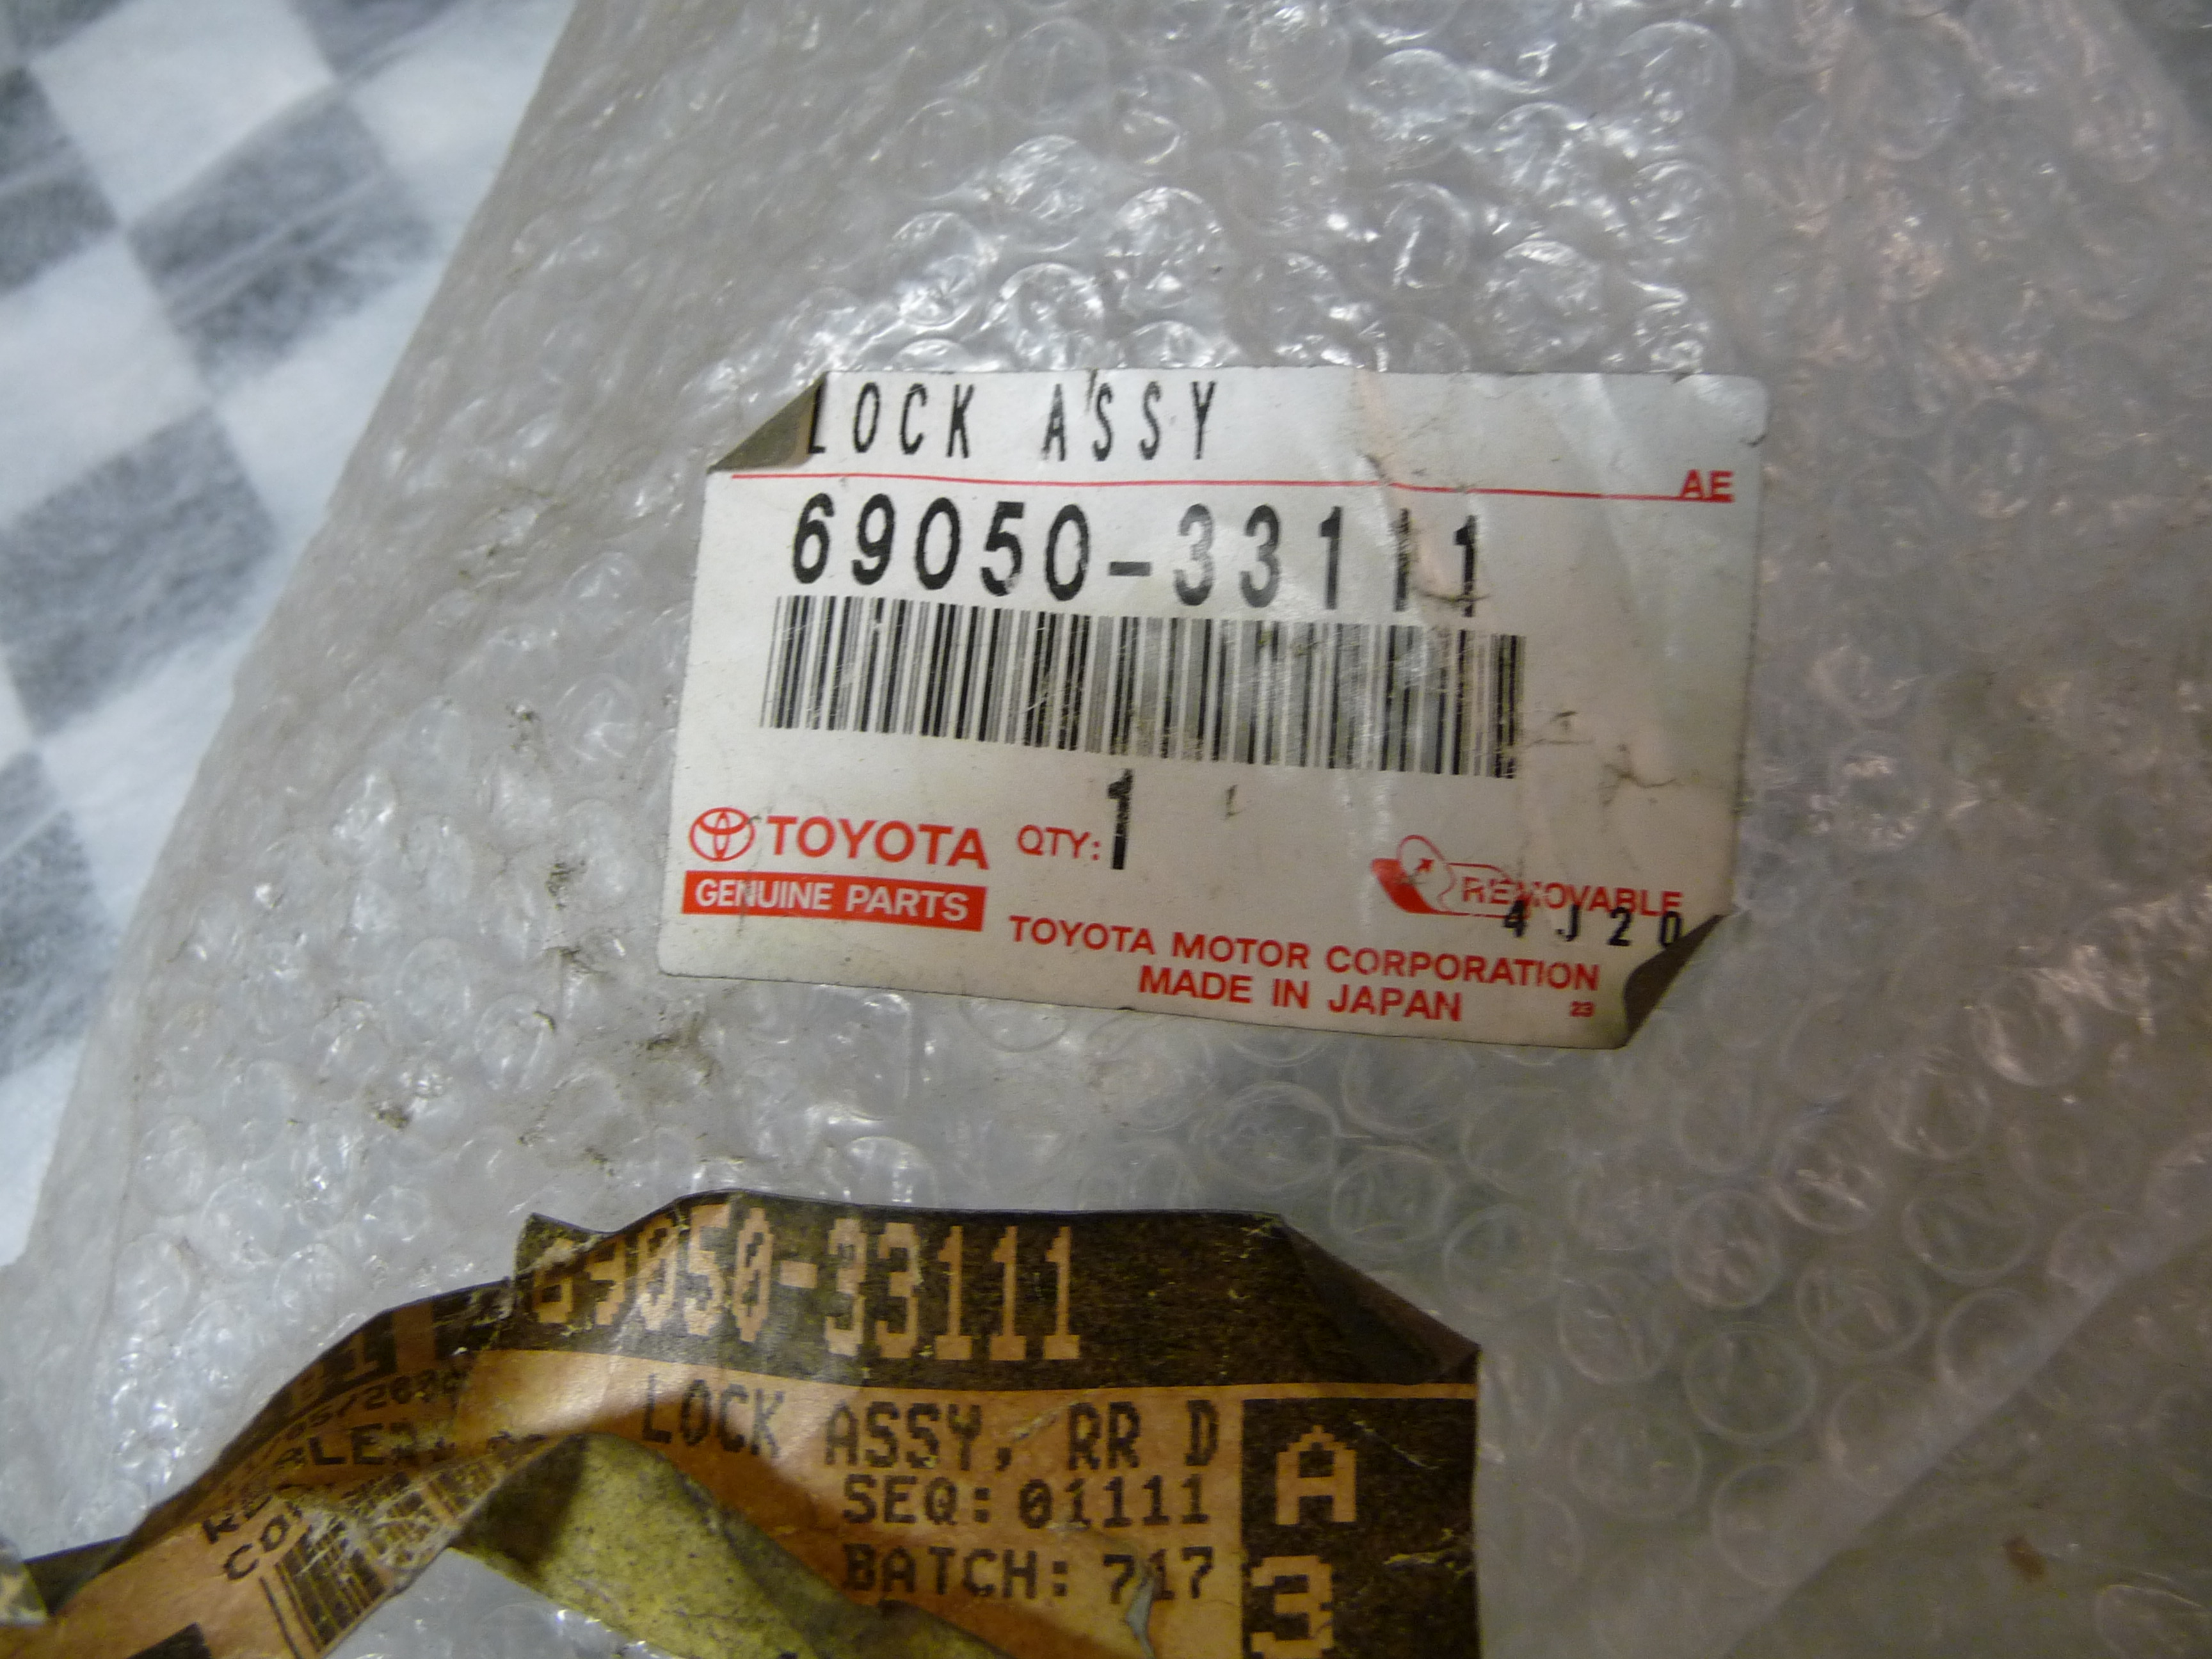 LOCK ASSY
AE
69050-33111
TOYOTA QTY: 1
GENUINE PARTS
REMOVABLE
4 J 2 0
TOYOTA MOTOR CORPORATION
MADE IN JAPAN
23
69050-33111
LOCK ASSY, RR D
SEQ: 01111
BATCH: 717
A
3